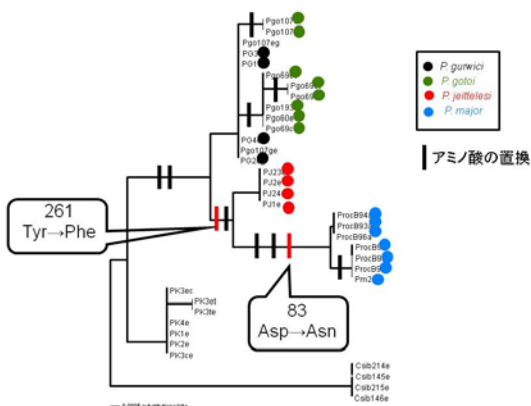 Pgo107
Pgo107
Pgo107eg
PG3
PG1
Pgo69
Pgo69
Pgo69
Pgo193
Pgo60e
Pgo69c
PG4
Pgo107ge
PG2
P. gurwici
P. gotoi
P. jeittelesi
P. major
アミノ酸の置換
PJ23
PJ2e
PJ24
PJ1e
261
Tyr→Phe
ProcB94
ProcB93
ProcB96a
ProcB9
ProcB9
ProcB9
Pm2
83
Asp→Asn
PK3ec
PK3et
PK3te
PK4e
PK1e
PK2e
PK3ce
Csib214e
Csib145e
Csib215e
Csib146e